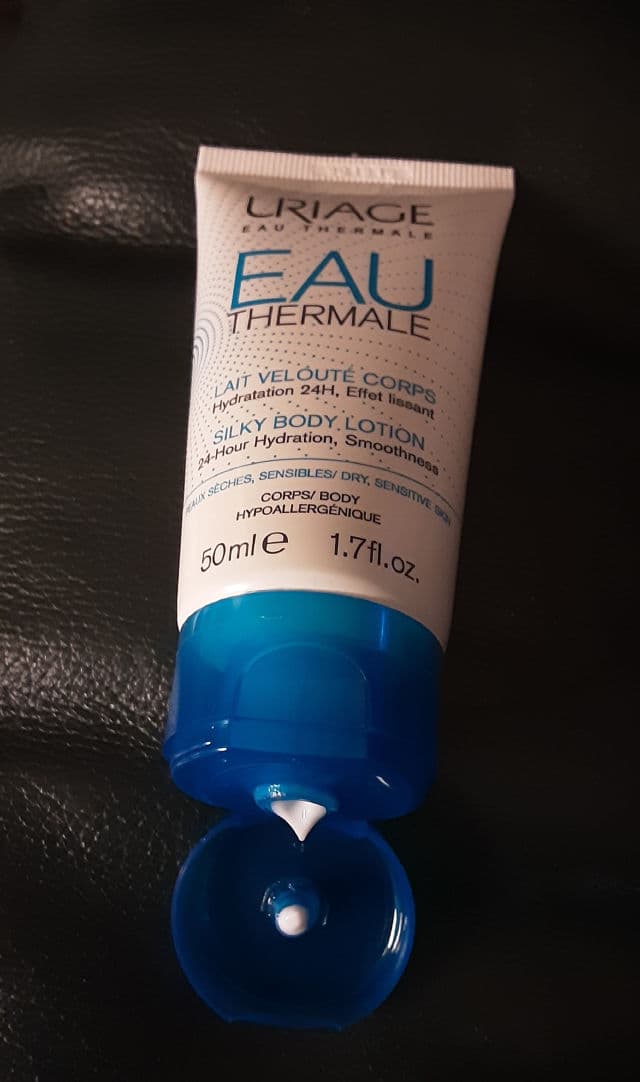 URIAGE
EAU THERMALE
EAU
THERMALE
LAIT VELOUTÉ CORPS
Hydratation 24H, Effet lissant
SILKY BODY LOTION
24-Hour Hydration, Smoothness
PEAUX SÈCHES, SENSIBLES/ DRY, SENSITIVE SKIN
CORPS/ BODY
HYPOALLERGÉNIQUE
50ml e 1.7fl.oz.